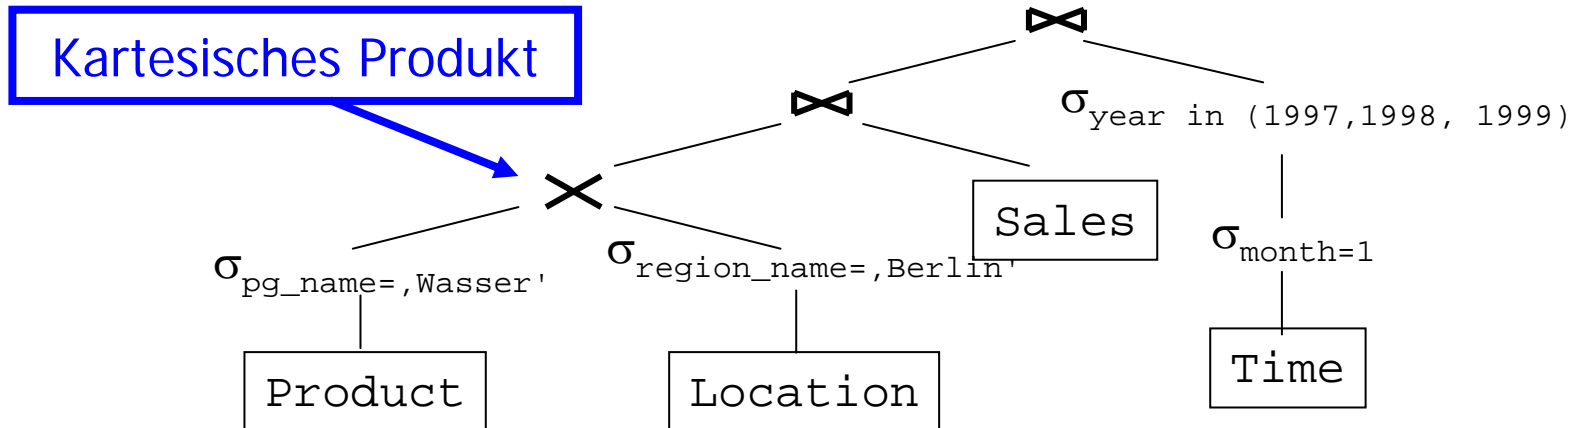 Kartesisches Produkt
⋈
⋈
σyear in (1997,1998, 1999)
×
Sales
σpg_name=‚Wasser'
σregion_name=‚Berlin'
σmonth=1
Product
Location
Time